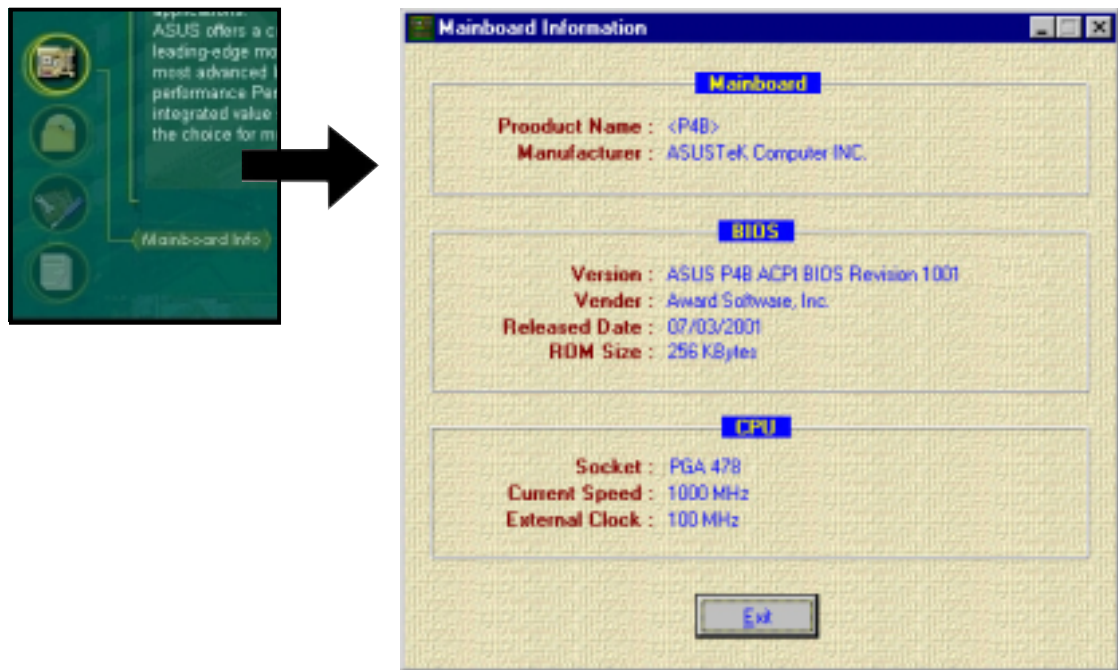 applications.
ASUS offers a c
leading-edge mo
most advanced
performance Per
integrated value
the choice for m
Mainboard Info
Mainboard Information
Mainboard
Prooduct Name : <P4B>
Manufacturer : ASUSTeK Computer INC.
BIOS
Version : ASUS P4B ACPI BIOS Revision 1001
Vender : Award Software, Inc.
Released Date : 07/03/2001
ROM Size : 256 KBytes
CPU
Socket : PGA 478
Current Speed : 1000 MHz
External Clock : 100 MHz
Exit